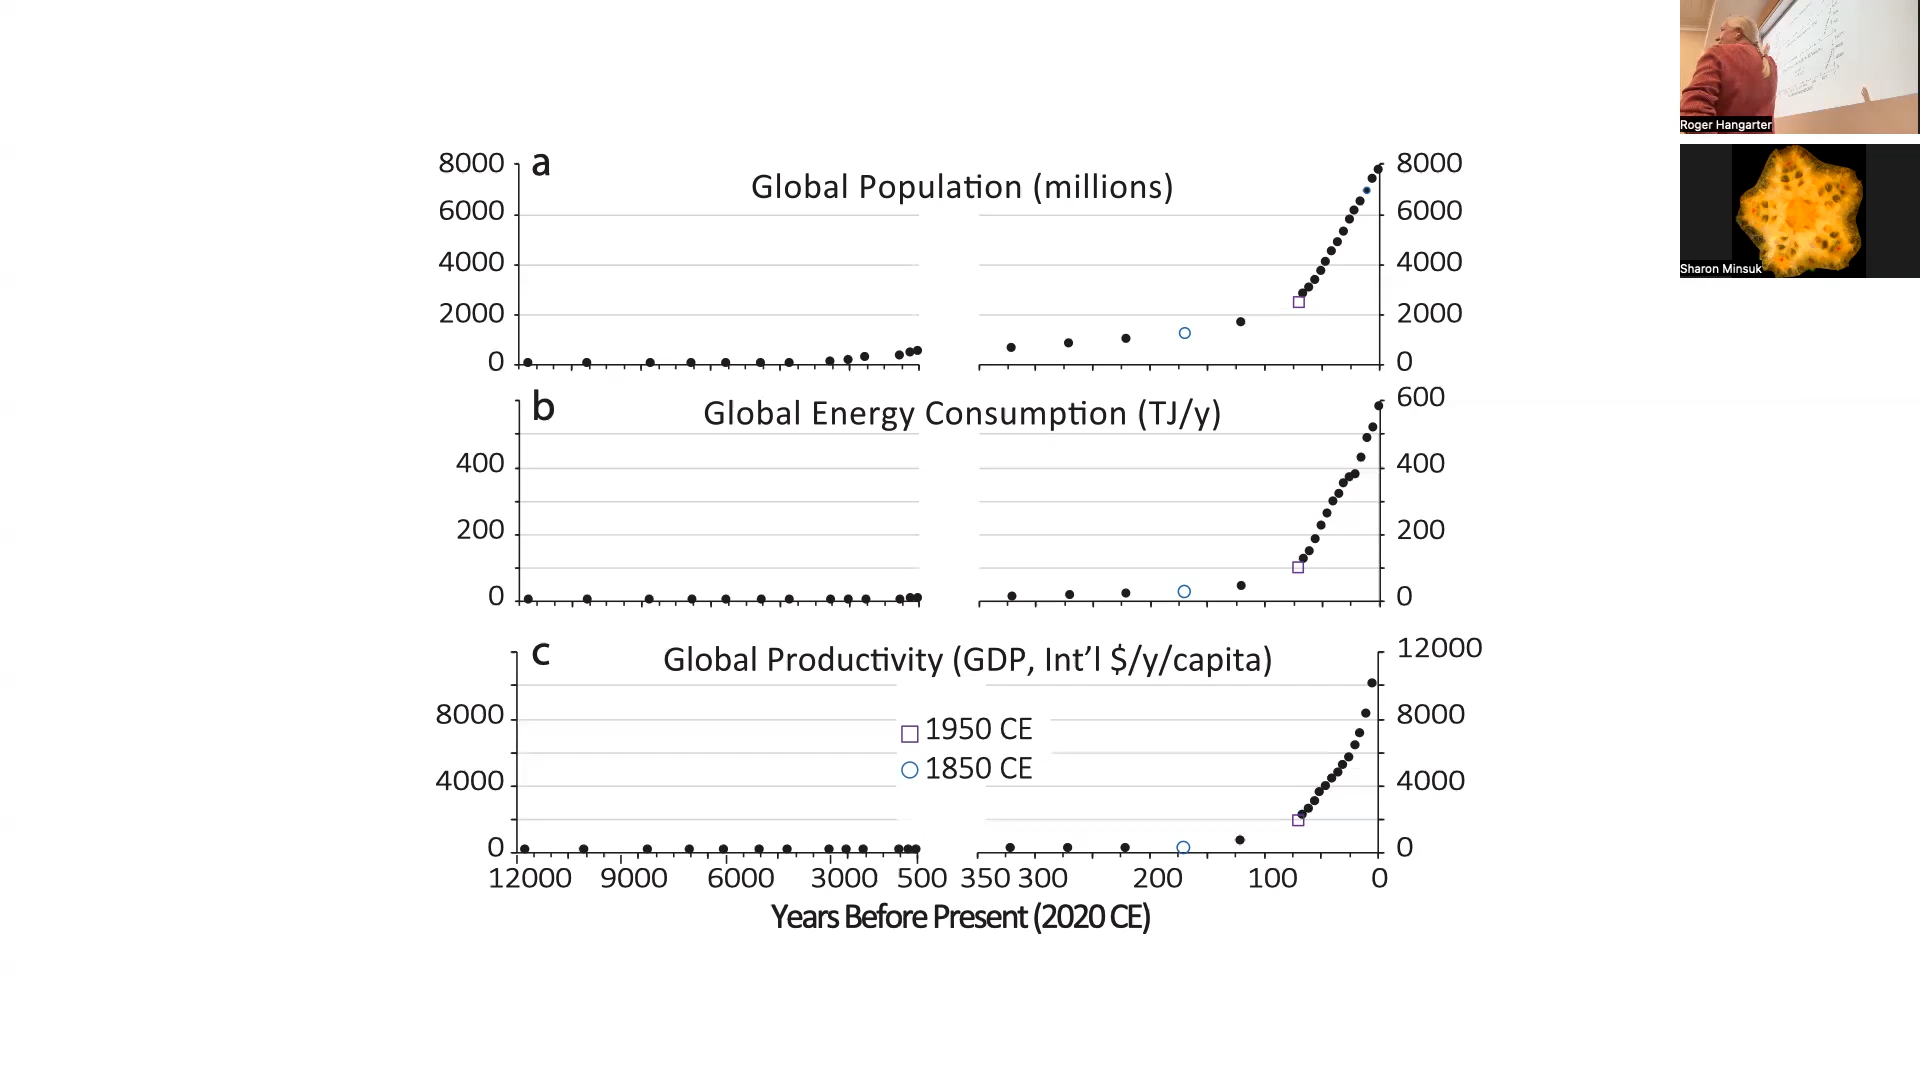 Roger Hangarter
Sharon Minsuk
a
Global Population (millions)
8000
6000
4000
2000
0
8000
6000
4000
2000
0
b
Global Energy Consumption (TJ/y)
400
200
0
600
400
200
0
c
Global Productivity (GDP, Int'l $/y/capita)
8000
4000
0
12000
8000
4000
0
1950 CE
1850 CE
12000 9000 6000 3000 500 350 300 200 100 0
Years Before Present (2020 CE)